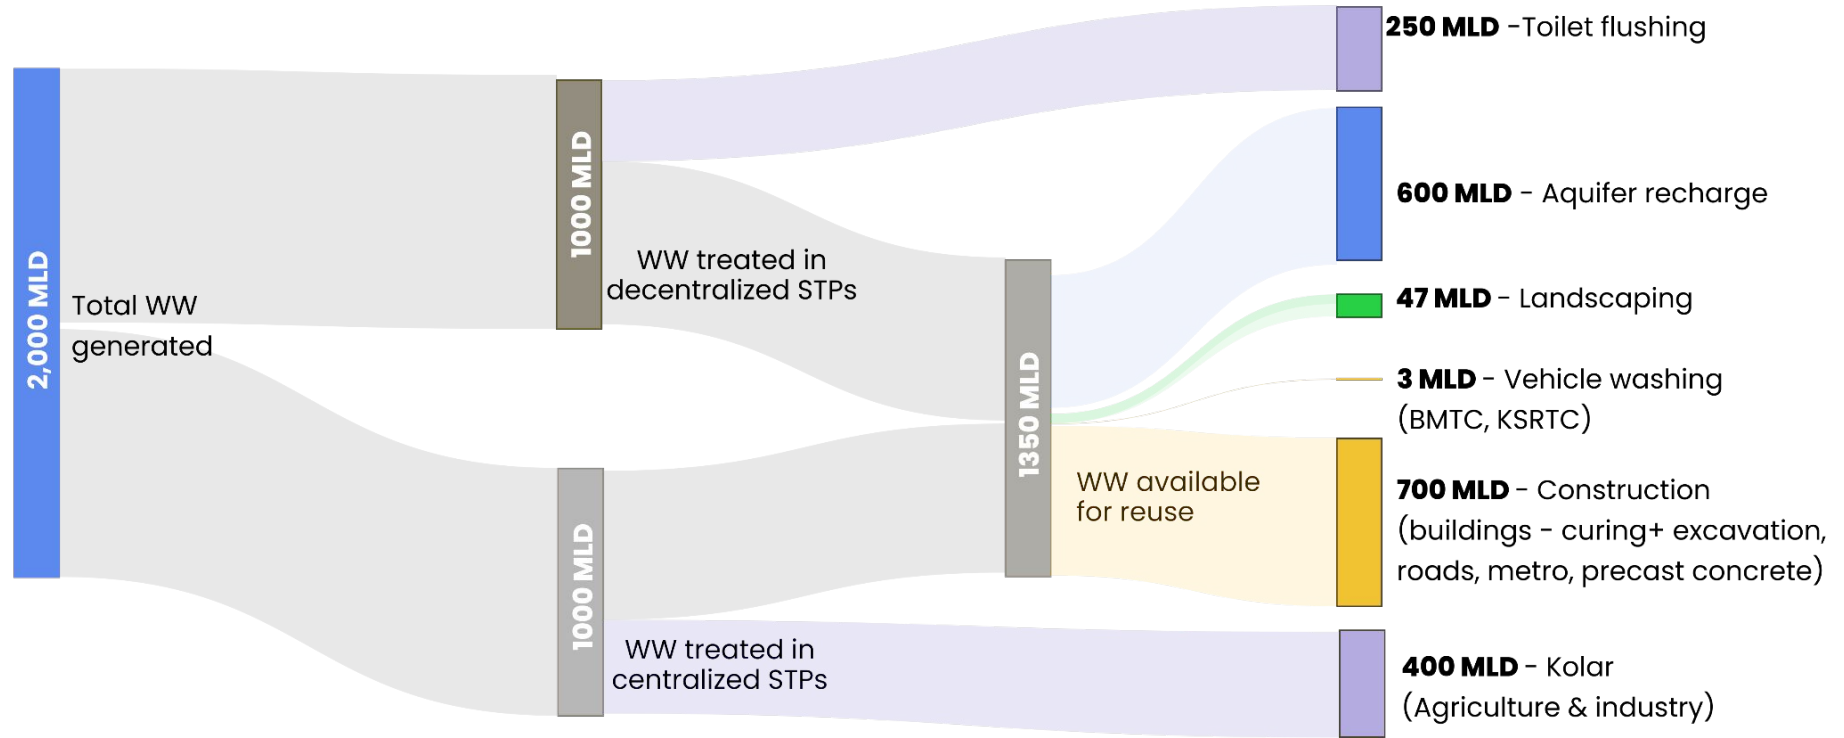 2,000 MLD
Total WW
generated
1000 MLD
WW treated in
decentralized STPs
1000 MLD
WW treated in
centralized STPs
1350 MLD
WW available
for reuse
250 MLD -Toilet flushing
600 MLD - Aquifer recharge
47 MLD - Landscaping
3 MLD - Vehicle washing
(BMTC, KSRTC)
700 MLD - Construction
(buildings - curing+ excavation,
roads, metro, precast concrete)
400 MLD - Kolar
(Agriculture & industry)